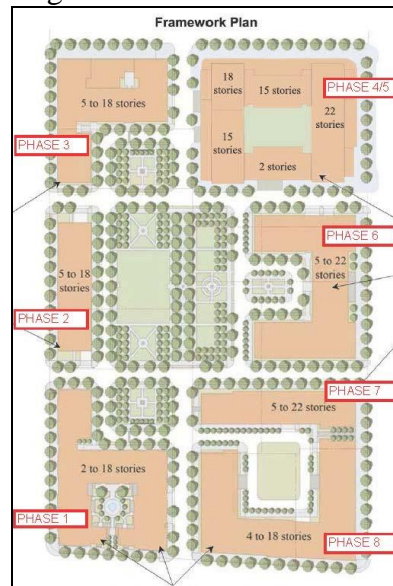 Framework Plan
5 to 18 stories
18
stories
15 stories
PHASE 4/5
22
stories
15
stories
2 stories
PHASE 3
PHASE 6
5 to 18
stories
5 to 22
stories
PHASE 2
PHASE 7
5 to 22 stories
2 to 18 stories
PHASE 1
4 to 18 stories
PHASE 8